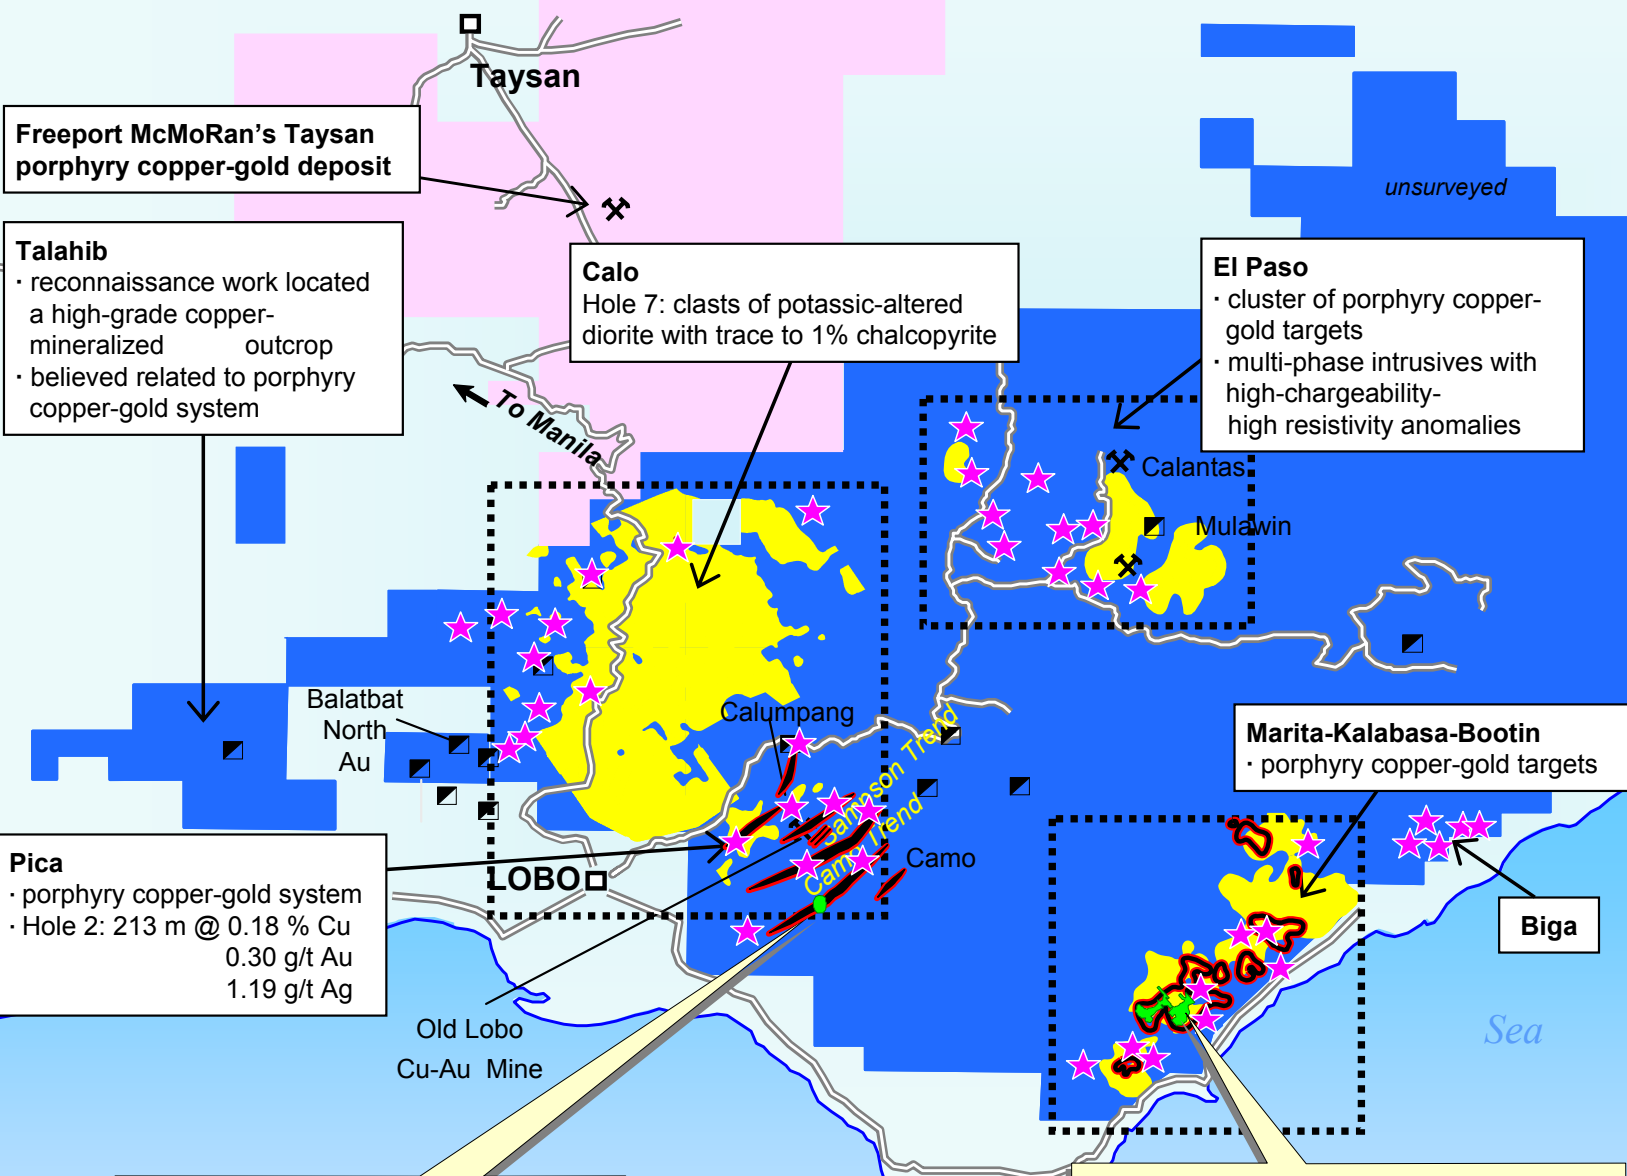 Taysan
Freeport McMoRan's Taysan
porphyry copper-gold deposit
unsurveyed
Talahib
· reconnaissance work located
a high-grade copper-
mineralized outcrop
· believed related to porphyry
copper-gold system
Calo
Hole 7: clasts of potassic-altered
diorite with trace to 1% chalcopyrite
El Paso
· cluster of porphyry copper-
gold targets
· multi-phase intrusives with
high-chargeability-
high resistivity anomalies
To Manila
Calantas
Mulawin
Balatbat
North
Au
Calumpang
Sampson Trend
Camo Trend
Camo
Marita-Kalabasa-Bootin
· porphyry copper-gold targets
Pica
· porphyry copper-gold system
· Hole 2: 213 m @ 0.18 % Cu
0.30 g/t Au
1.19 g/t Ag
LOBO
Biga
Old Lobo
Cu-Au Mine
Sea